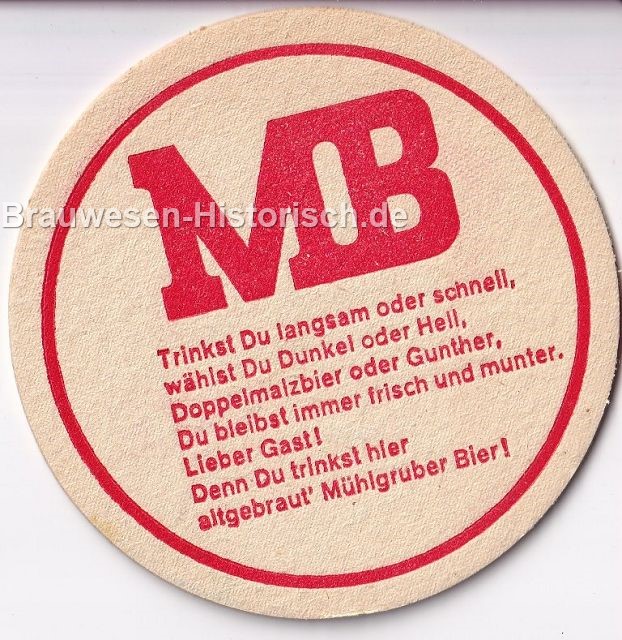 MB
Brauwesen-Historisch.de
Trinkst Du langsam oder schnell,
wählst Du Dunkel oder Hell,
Doppelmalzbier oder Gunther,
Du bleibst immer frisch und munter.
Lieber Gast!
Denn Du trinkst hier
altgebraut' Mühlgruber Bier!